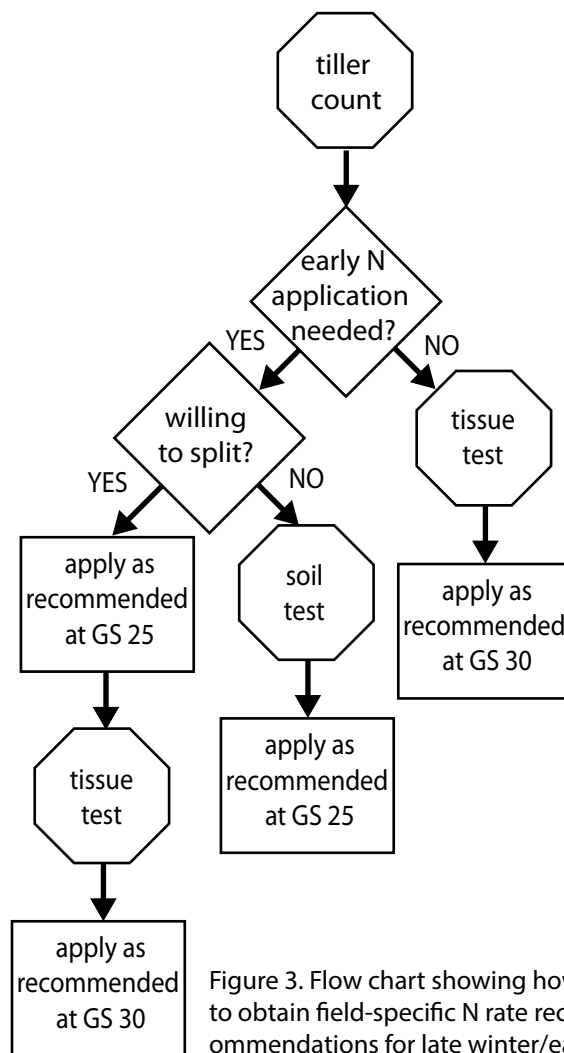 tiller
count
early N
application
needed?
YES
NO
willing
to split?
tissue
test
YES
NO
apply as
recommended
at GS 25
soil
test
apply as
recommended
at GS 30
tissue
test
apply as
recommended
at GS 25
apply as
recommended
at GS 30
Figure 3. Flow chart showing how
to obtain field-specific N rate rec
ommendations for late winter/ea